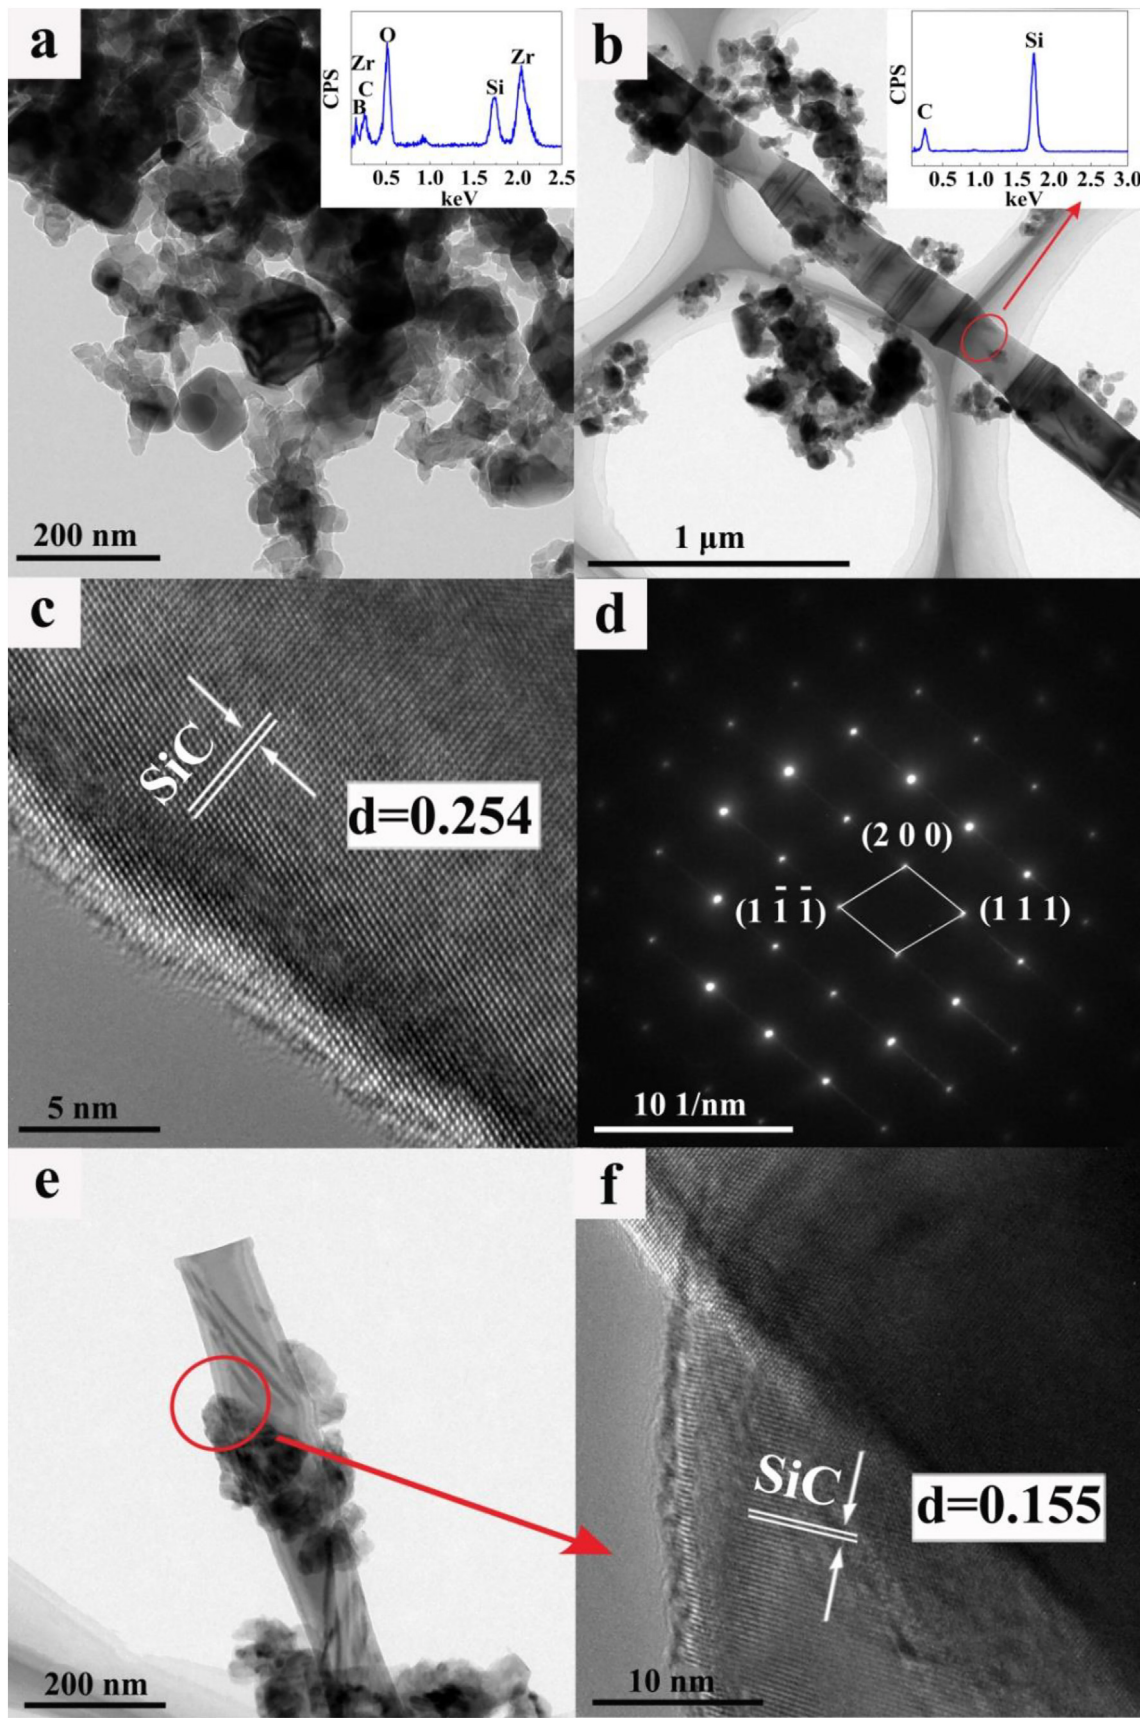 a
CPS
O
Zr
C
B
Si
Zr
0.5 1.0 1.5 2.0 2.5
keV
200 nm
b
CPS
Si
C
0.5 1.0 1.5 2.0 2.5 3.0
keV
1 μm
c
SiC
d=0.254
5 nm
d
(2 0 0)
(1 1̄ 1̄)
(1 1 1)
10 1/nm
e
200 nm
f
SiC
d=0.155
10 nm